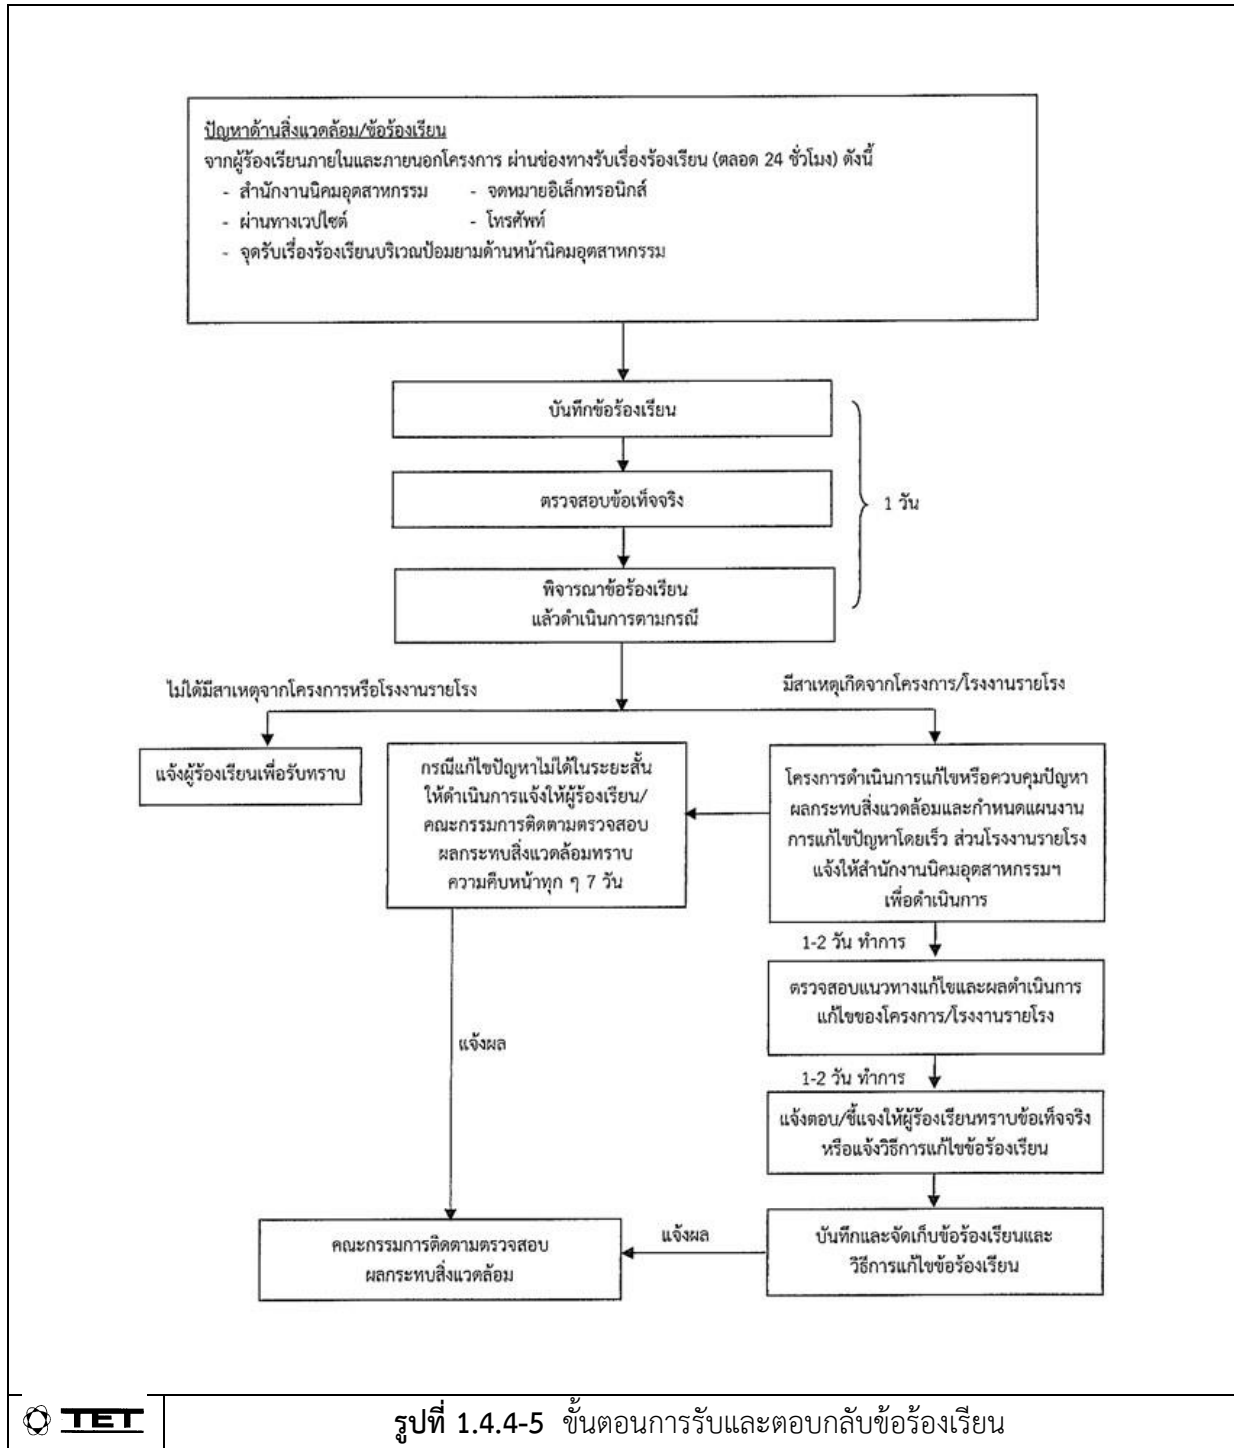 ปัญหาด้านสิ่งแวดล้อม/ข้อร้องเรียน
จากผู้ร้องเรียนภายในและภายนอกโครงการ ผ่านช่องทางรับเรื่องร้องเรียน (ตลอด 24 ชั่วโมง) ดังนี้
- สำนักงานนิคมอุตสาหกรรม - จดหมายอิเล็กทรอนิกส์
- ผ่านทางเวปไซต์ - โทรศัพท์
- จุดรับเรื่องร้องเรียนบริเวณป้อมยามด้านหน้านิคมอุตสาหกรรม
บันทึกข้อร้องเรียน
ตรวจสอบข้อเท็จจริง
1 วัน
พิจารณาข้อร้องเรียน
แล้วดำเนินการตามกรณี
ไม่ได้มีสาเหตุจากโครงการหรือโรงงานรายโรง
มีสาเหตุเกิดจากโครงการ/โรงงานรายโรง
แจ้งผู้ร้องเรียนเพื่อรับทราบ
กรณีแก้ไขปัญหาไม่ได้ในระยะสั้น
ให้ดำเนินการแจ้งให้ผู้ร้องเรียน/
คณะกรรมการติดตามตรวจสอบ
ผลกระทบสิ่งแวดล้อมทราบ
ความคืบหน้าทุก ๆ 7 วัน
โครงการดำเนินการแก้ไขหรือควบคุมปัญหา
ผลกระทบสิ่งแวดล้อมและกำหนดแผนงาน
การแก้ไขปัญหาโดยเร็ว ส่วนโรงงานรายโรง
แจ้งให้สำนักงานนิคมอุตสาหกรรมฯ
เพื่อดำเนินการ
1-2 วัน ทำการ
ตรวจสอบแนวทางแก้ไขและผลดำเนินการ
แก้ไขของโครงการ/โรงงานรายโรง
แจ้งผล
1-2 วัน ทำการ
แจ้งตอบ/ชี้แจงให้ผู้ร้องเรียนทราบข้อเท็จจริง
หรือแจ้งวิธีการแก้ไขข้อร้องเรียน
คณะกรรมการติดตามตรวจสอบ
ผลกระทบสิ่งแวดล้อม
แจ้งผล
บันทึกและจัดเก็บข้อร้องเรียนและ
วิธีการแก้ไขข้อร้องเรียน
TET
รูปที่ 1.4.4-5 ขั้นตอนการรับและตอบกลับข้อร้องเรียน